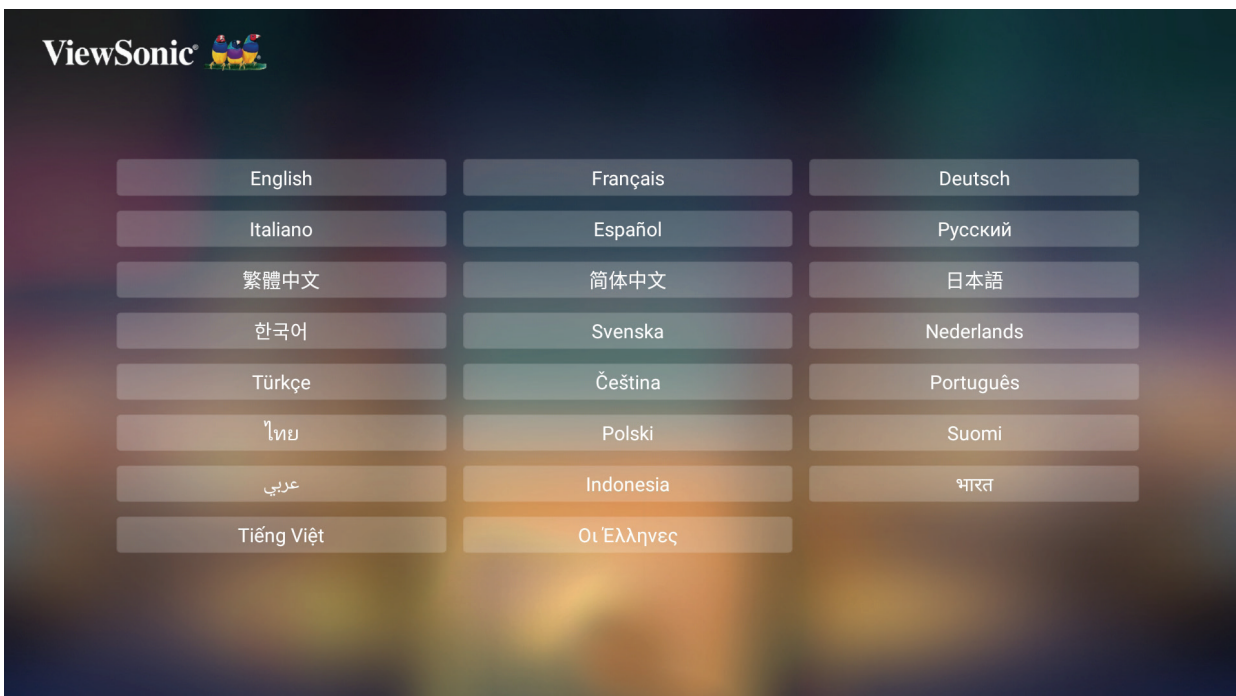 ViewSonic®
English Français Deutsch
Italiano Español Русский
繁體中文 简体中文 日本語
한국어 Svenska Nederlands
Türkçe Čeština Português
ไทย Polski Suomi
عربي Indonesia भारत
Tiếng Việt Οι Έλληνες